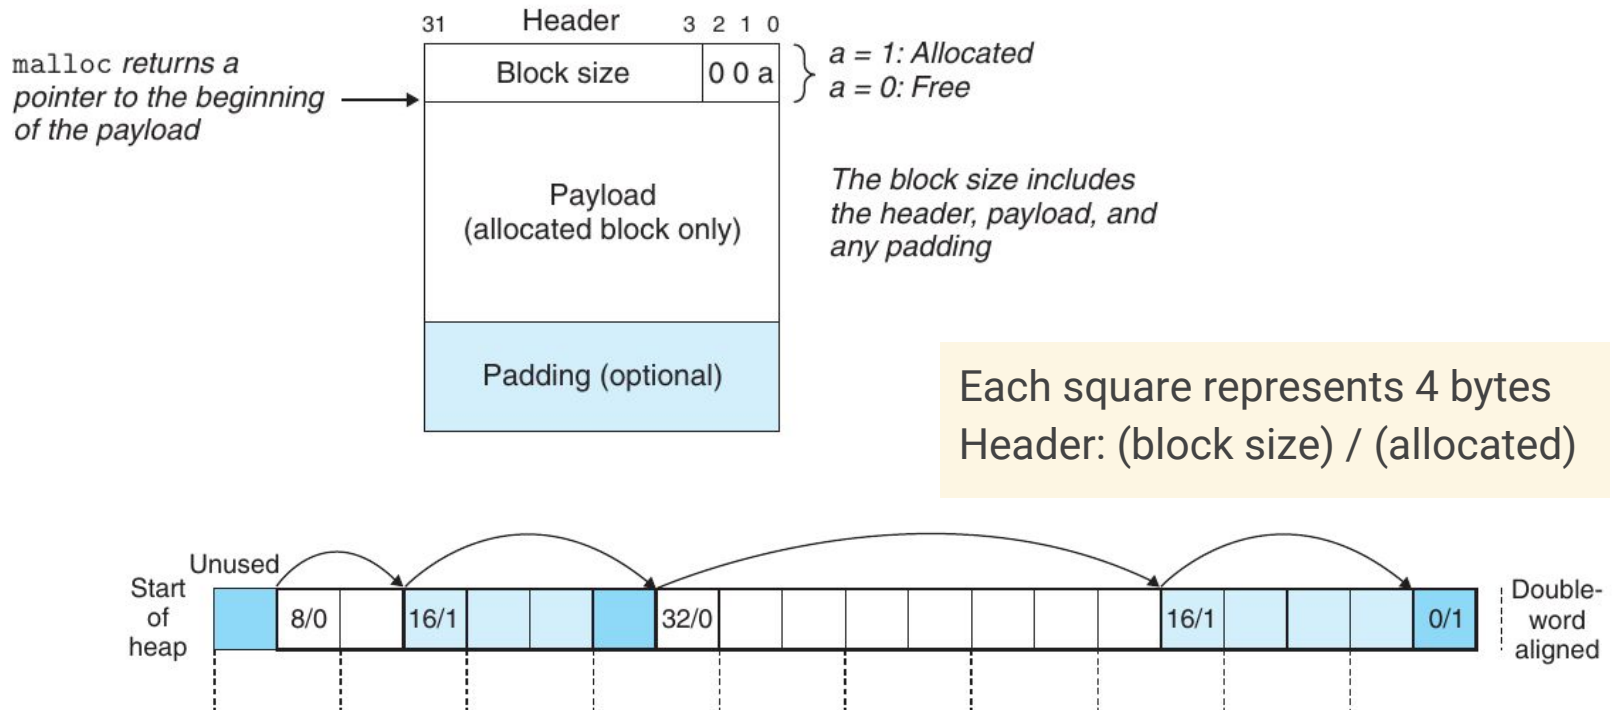 31 Header 3 2 1 0
malloc returns a
pointer to the beginning
of the payload
Block size 0 0 a
a = 1: Allocated
a = 0: Free
Payload
(allocated block only)
The block size includes
the header, payload, and
any padding
Padding (optional)
Each square represents 4 bytes
Header: (block size) / (allocated)
Unused
Start
of
heap
8/0 16/1 32/0 16/1 0/1
Double-
word
aligned